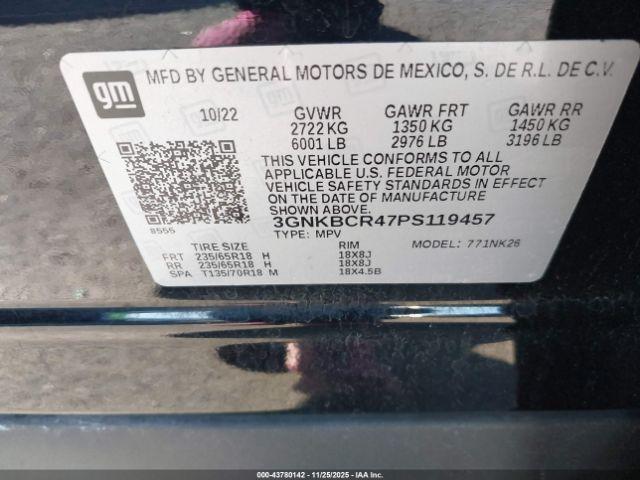 gm
MFD BY GENERAL MOTORS DE MEXICO, S. DE R.L. DE C.V.
10/22 GVWR GAWR FRT GAWR RR
2722 KG 1350 KG 1450 KG
6001 LB 2976 LB 3196 LB
THIS VEHICLE CONFORMS TO ALL
APPLICABLE U.S. FEDERAL MOTOR
VEHICLE SAFETY STANDARDS IN EFFECT
ON THE DATE OF MANUFACTURE
SHOWN ABOVE.
8555 3GNKBCR47PS119457
TYPE: MPV MODEL: 771NK26
TIRE SIZE RIM
FRT 235/65R18 H 18X8J
RR 235/65R18 H 18X8J
SPA T135/70R18 M 18X4.5B
000-43780142 - 11/25/2025 - IAAI.com